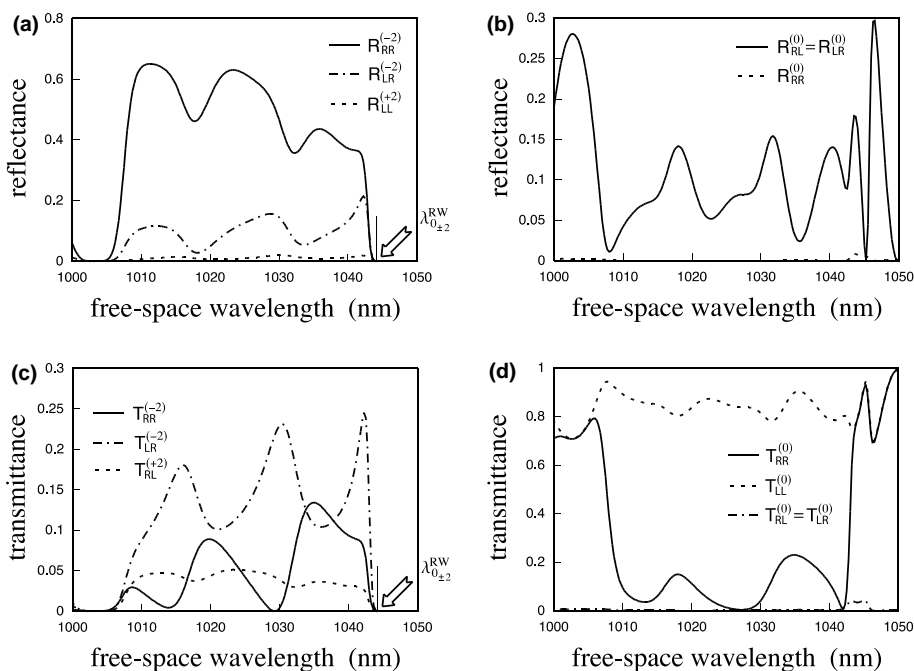 (a)
0.8
0.6
0.4
0.2
0
reflectance
R_RR^(-2)
R_LR^(-2)
R_LL^(+2)
λ_0±2^RW
1000 1010 1020 1030 1040 1050
free-space wavelength (nm)
(b)
0.3
0.25
0.2
0.15
0.1
0.05
0
reflectance
R_RL^(0)=R_LR^(0)
R_RR^(0)
1000 1010 1020 1030 1040 1050
free-space wavelength (nm)
(c)
0.3
0.25
0.2
0.15
0.1
0.05
0
transmittance
T_RR^(-2)
T_LR^(-2)
T_RL^(+2)
λ_0±2^RW
1000 1010 1020 1030 1040 1050
free-space wavelength (nm)
(d)
1
0.8
0.6
0.4
0.2
0
transmittance
T_RR^(0)
T_LL^(0)
T_RL^(0)=T_LR^(0)
1000 1010 1020 1030 1040 1050
free-space wavelength (nm)